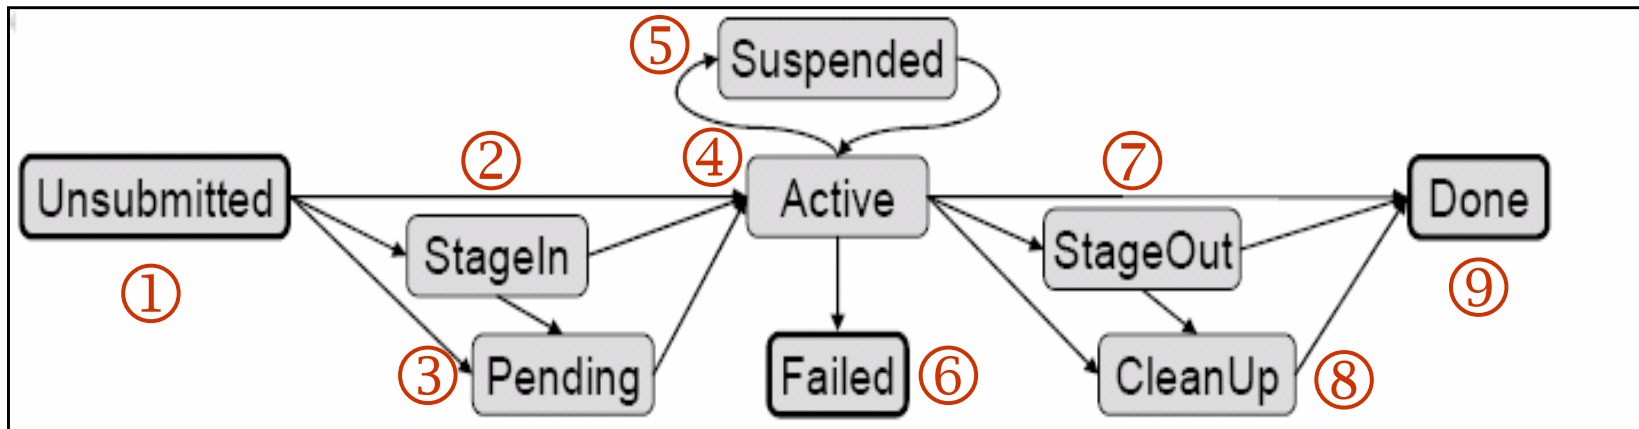 ⑤
Suspended
②
④
⑦
Unsubmitted
Active
Done
StageIn
StageOut
①
⑨
③
Pending
Failed
⑥
CleanUp
⑧